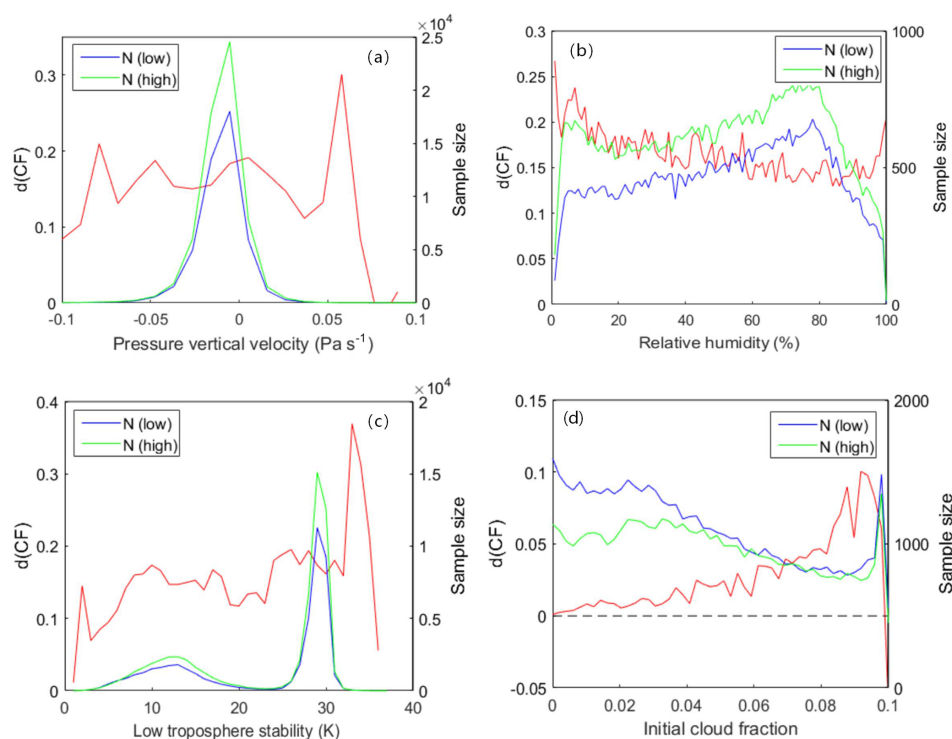 ×10⁴
(a)
N (low)
N (high)
d(CF)
Sample size
0.3
0.2
0.1
0
2.5
2
1.5
1
0.5
0
-0.1
-0.05
0
0.05
0.1
Pressure vertical velocity (Pa s⁻¹)
(b)
N (low)
N (high)
d(CF)
Sample size
0.3
0.25
0.2
0.15
0.1
0.05
0
1000
500
0
0
20
40
60
80
100
Relative humidity (%)
×10⁴
(c)
N (low)
N (high)
d(CF)
Sample size
0.4
0.3
0.2
0.1
0
2
1.5
1
0.5
0
0
10
20
30
40
Low troposphere stability (K)
(d)
N (low)
N (high)
d(CF)
Sample size
0.15
0.1
0.05
0
-0.05
2000
1000
0
0
0.02
0.04
0.06
0.08
0.1
Initial cloud fraction